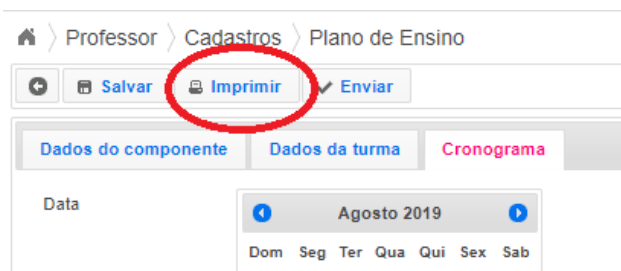 Professor Cadastros Plano de Ensino
Salvar Imprimir Enviar
Dados do componente Dados da turma Cronograma
Data
Agosto 2019
Dom Seg Ter Qua Qui Sex Sab